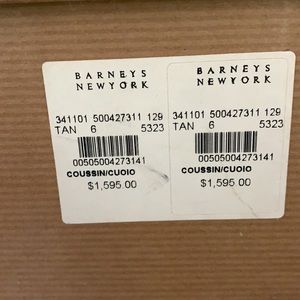 BARNEYS
NEWYORK
341101 500427311 129
TAN 6 5323
00505004273141
COUSSIN/CUOIO
$1,595.00
BARNEYS
NEWYORK
341101 500427311 129
TAN 6 5323
00505004273141
COUSSIN/CUOIO
$1,595.00